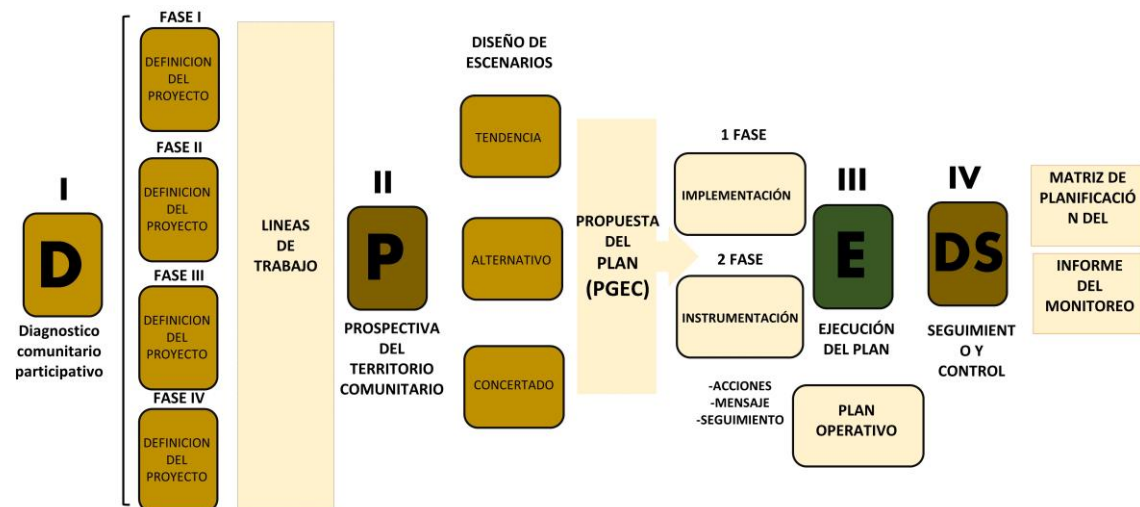 I
D
Diagnostico
comunitario
participativo
FASE I
DEFINICION
DEL
PROYECTO
FASE II
DEFINICION
DEL
PROYECTO
FASE III
DEFINICION
DEL
PROYECTO
FASE IV
DEFINICION
DEL
PROYECTO
LINEAS
DE
TRABAJO
II
P
PROSPECTIVA
DEL
TERRITORIO
COMUNITARIO
DISEÑO DE
ESCENARIOS
TENDENCIA
ALTERNATIVO
CONCERTADO
PROPUESTA
DEL
PLAN
(PGEC)
1 FASE
IMPLEMENTACIÓN
2 FASE
INSTRUMENTACIÓN
-ACCIONES
-MENSAJE
-SEGUIMIENTO
III
E
EJECUCIÓN
DEL PLAN
PLAN
OPERATIVO
IV
DS
SEGUIMIENT
O Y
CONTROL
MATRIZ DE
PLANIFICACIÓ
N DEL
INFORME
DEL
MONITOREO